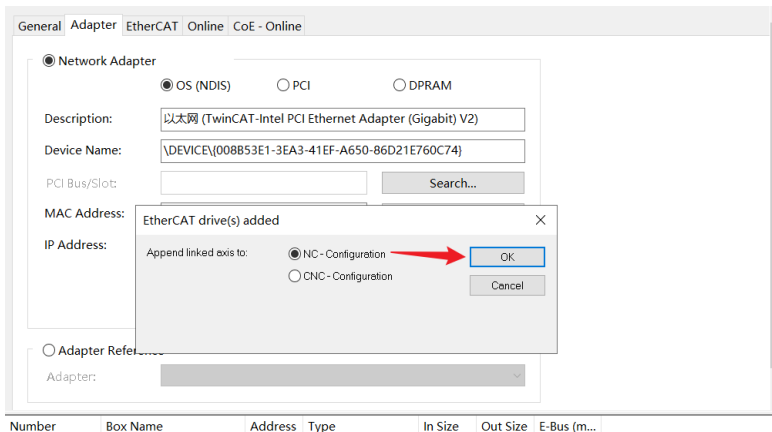 General Adapter EtherCAT Online CoE - Online
Network Adapter
OS (NDIS) PCI DPRAM
Description: 以太网 (TwinCAT-Intel PCI Ethernet Adapter (Gigabit) V2)
Device Name: \DEVICE\{008B53E1-3EA3-41EF-A650-86D21E760C74}
PCI Bus/Slot: Search...
MAC Address:
EtherCAT drive(s) added
IP Address:
Append linked axis to: NC - Configuration OK
CNC - Configuration Cancel
Adapter Reference
Adapter:
Number Box Name Address Type In Size Out Size E-Bus (m...